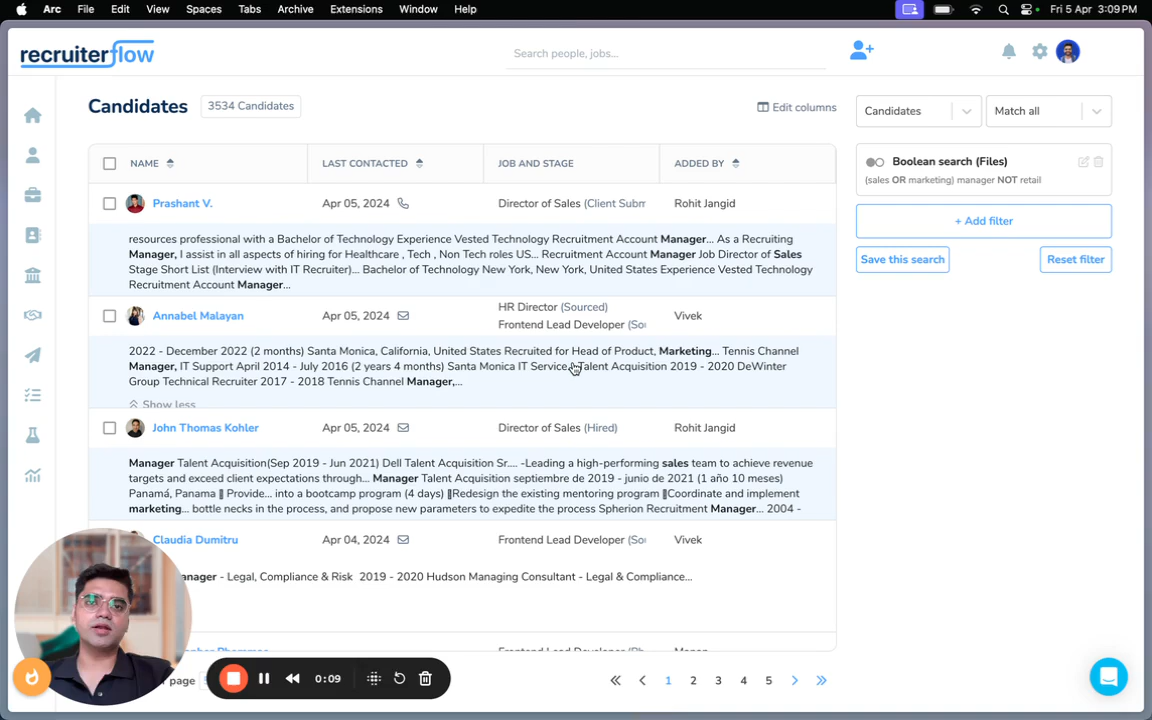 Arc File Edit View Spaces Tabs Archive Extensions Window Help Fri 5 Apr 3:09 PM
recruiterflow
Search people, jobs...
Candidates 3534 Candidates
Edit columns
Candidates Match all
NAME LAST CONTACTED JOB AND STAGE ADDED BY
Boolean search (Files)
(sales OR marketing) manager NOT retail
+ Add filter
Save this search Reset filter
Prashant V. Apr 05, 2024 Director of Sales (Client Subm Rohit Jangid
resources professional with a Bachelor of Technology Experience Vested Technology Recruitment Account Manager... As a Recruiting
Manager, I assist in all aspects of hiring for Healthcare , Tech , Non Tech roles US... Recruitment Account Manager Job Director of Sales
Stage Short List (Interview with IT Recruiter)... Bachelor of Technology New York, New York, United States Experience Vested Technology
Recruitment Account Manager...
HR Director (Sourced)
Annabel Malayan Apr 05, 2024 Vivek
Frontend Lead Developer (Sou
2022 - December 2022 (2 months) Santa Monica, California, United States Recruited for Head of Product, Marketing... Tennis Channel
Manager, IT Support April 2014 - July 2016 (2 years 4 months) Santa Monica IT Service, Talent Acquisition 2019 - 2020 DeWinter
Group Technical Recruiter 2017 - 2018 Tennis Channel Manager,...
Show less
John Thomas Kohler Apr 05, 2024 Director of Sales (Hired) Rohit Jangid
Manager Talent Acquisition(Sep 2019 - Jun 2021) Dell Talent Acquisition Sr.... -Leading a high-performing sales team to achieve revenue
targets and exceed client expectations through... Manager Talent Acquisition septiembre de 2019 - junio de 2021 (1 año 10 meses)
Panamá, Panama Provide... into a bootcamp program (4 days) Redesign the existing mentoring program Coordinate and implement
marketing... bottle necks in the process, and propose new parameters to expedite the process Spherion Recruitment Manager... 2004 -
Claudia Dumitru Apr 04, 2024 Frontend Lead Developer (Sou Vivek
anager - Legal, Compliance & Risk 2019 - 2020 Hudson Managing Consultant - Legal & Compliance...
page
0:09
1 2 3 4 5